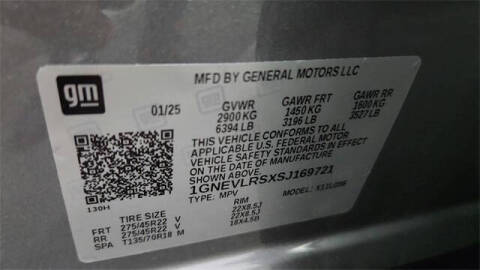 gm
MFD BY GENERAL MOTORS LLC
01/25
GVWR GAWR FRT GAWR RR
2900 KG 1450 KG 1600 KG
6394 LB 3196 LB 3527 LB
THIS VEHICLE CONFORMS TO ALL
APPLICABLE U.S. FEDERAL MOTOR
VEHICLE SAFETY STANDARDS IN
EFFECT ON THE DATE OF
MANUFACTURE SHOWN ABOVE.
1GNEVLRSXSJ169721
TYPE: MPV MODEL:
130H
TIRE SIZE RIM
FRT 275/45R22 V 22X8.5J
RR 275/45R22 V 22X8.5J
SPA T135/70R18 M 18X4.5B